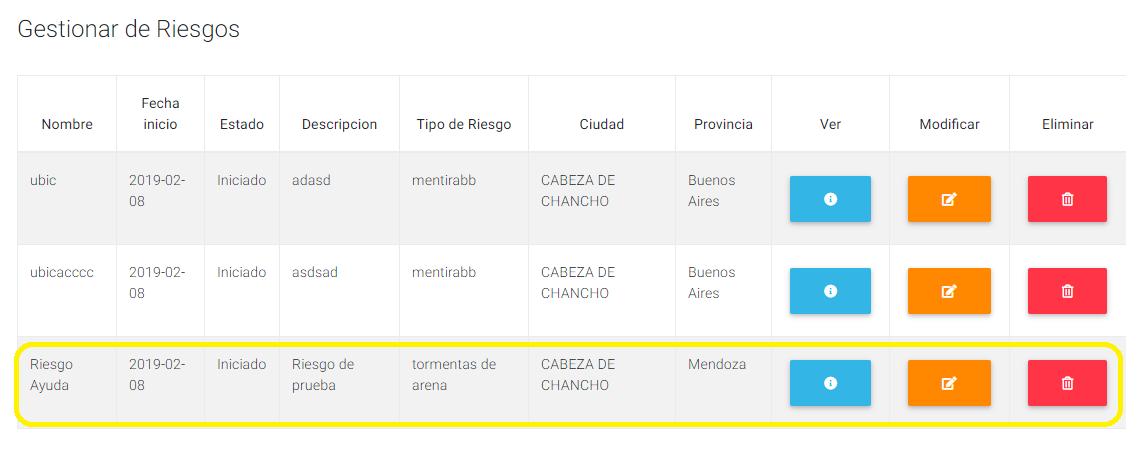 Gestionar de Riesgos
Nombre Fecha inicio Estado Descripcion Tipo de Riesgo Ciudad Provincia Ver Modificar Eliminar
ubic 2019-02- Iniciado adasd mentirabb CABEZA DE Buenos
08 CHANCHO Aires
ubicacccc 2019-02- Iniciado asdsad mentirabb CABEZA DE Buenos
08 CHANCHO Aires
Riesgo 2019-02- Iniciado Riesgo de tormentas de CABEZA DE Mendoza
Ayuda 08 prueba arena CHANCHO